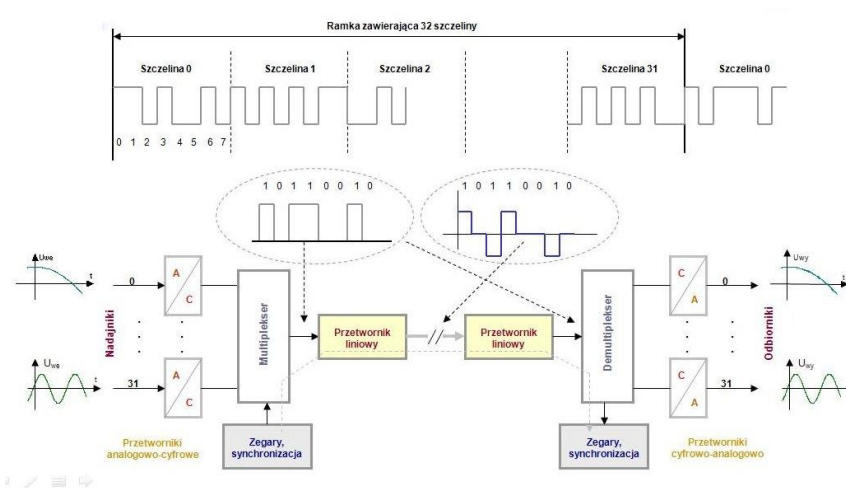 Ramka zawierająca 32 szczeliny
Szczelina 0
Szczelina 1
Szczelina 2
Szczelina 31
Szczelina 0
0 1 2 3 4 5 6 7
1 0 1 1 0 0 1 0
1 0 1 1 0 0 1 0
Uwe
t
0
A
C
Nadajniki
Uwe
t
31
A
C
Przetworniki
analogowo-cyfrowe
Multiplekser
Zegary,
synchronizacja
Przetwornik
liniowy
Przetwornik
liniowy
Demultiplekser
Zegary,
synchronizacja
C
A
0
Uwy
t
Odbiorniki
C
A
31
Uwy
t
Przetworniki
cyfrowo-analogowo